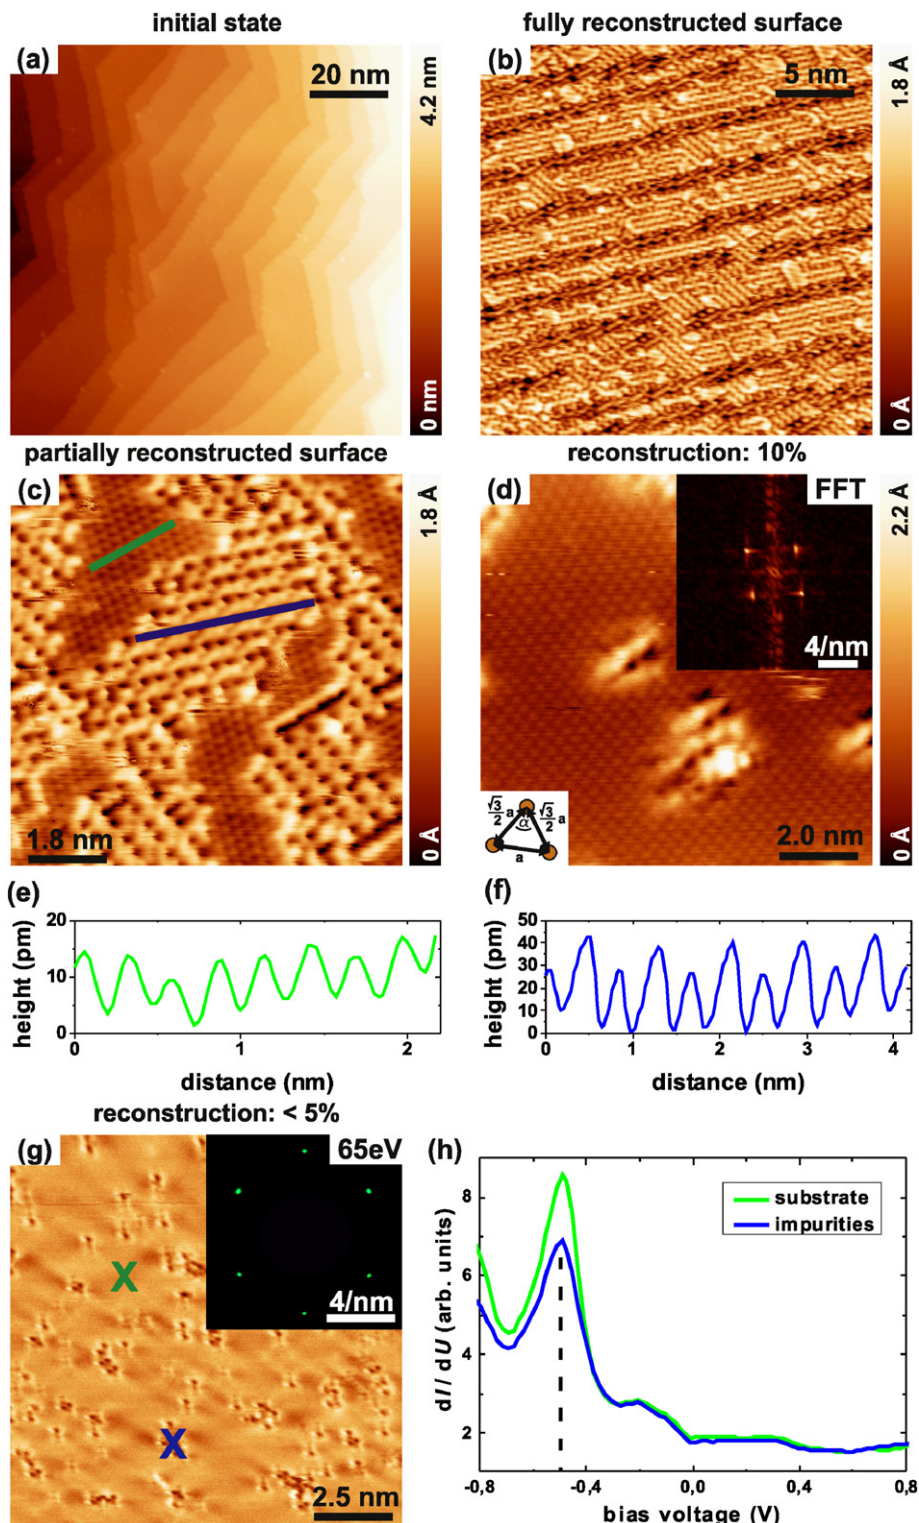 initial state
fully reconstructed surface
(a)
20 nm
4.2 nm
0 nm
(b)
5 nm
1.8 Å
0 Å
partially reconstructed surface
reconstruction: 10%
(c)
1.8 nm
1.8 Å
0 Å
(d)
FFT
4/nm
√3/2 a
√3/2 a
α
a
2.0 nm
2.2 Å
0 Å
(e)
height (pm)
20
10
0
0
1
2
distance (nm)
(f)
height (pm)
50
40
30
20
10
0
0
1
2
3
4
distance (nm)
reconstruction: < 5%
(g)
65eV
4/nm
X
X
2.5 nm
(h)
dI/dU (arb. units)
8
6
4
2
substrate
impurities
-0,8
-0,4
0,0
0,4
0,8
bias voltage (V)